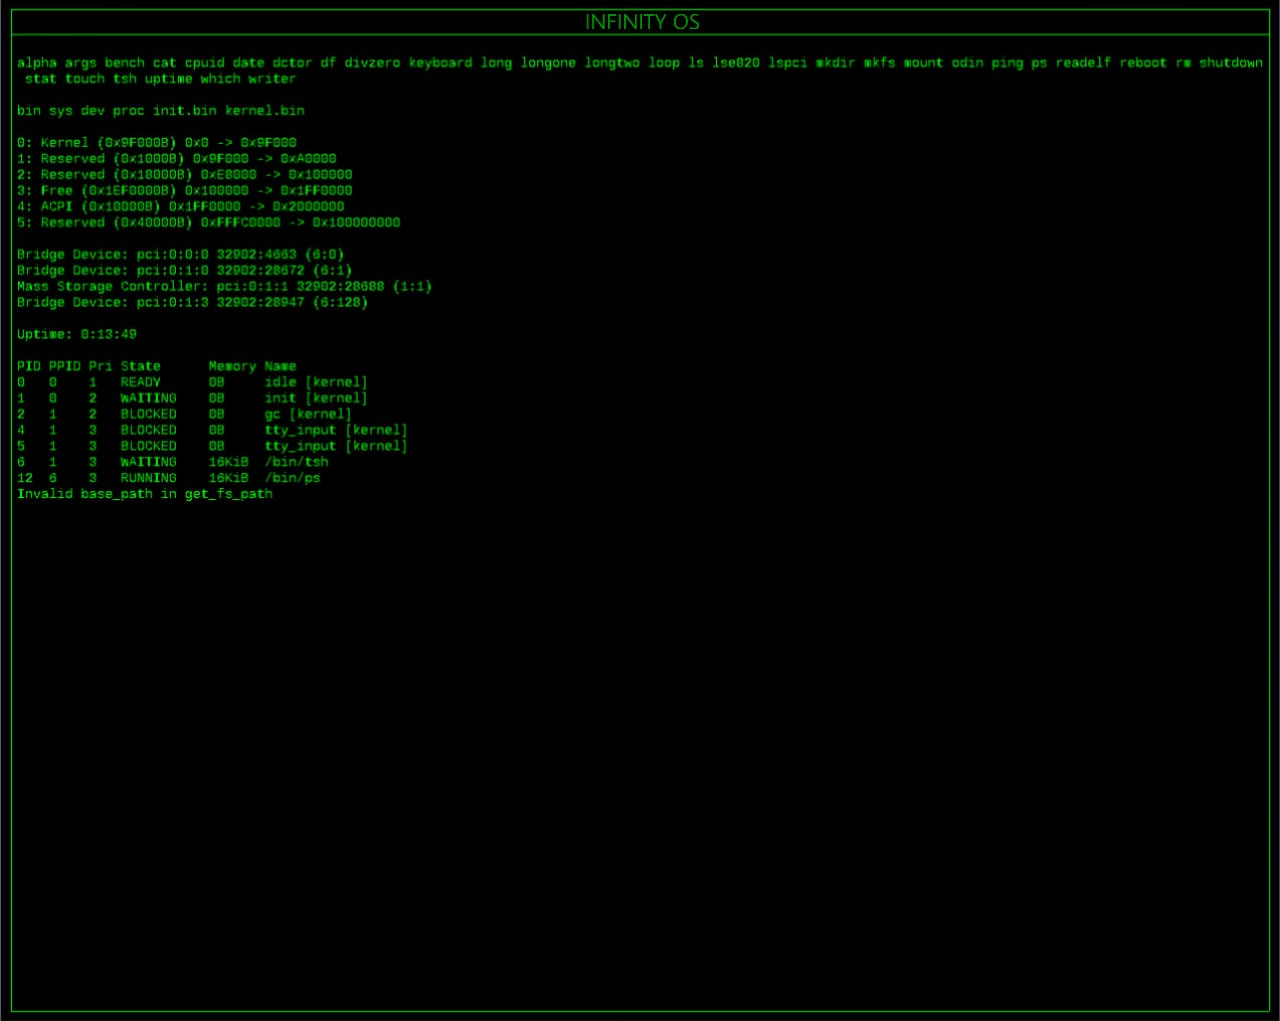 INFINITY OS
alpha args bench cat cpuid date dctor df divzero keyboard long longone longtwo loop ls lse820 lspci mkdir mkfs mount odin ping ps readelf reboot rm shutdown
stat touch tsh uptime which writer
bin sys dev proc init.bin kernel.bin
0: Kernel (0x9F000B) 0x0 -> 0x9F000
1: Reserved (0x1000B) 0x9F000 -> 0xA0000
2: Reserved (0x18000B) 0xE8000 -> 0x100000
3: Free (0x1EF0000B) 0x100000 -> 0x1FF0000
4: ACPI (0x10000B) 0x1FF0000 -> 0x2000000
5: Reserved (0x40000B) 0xFFFC0000 -> 0x100000000
Bridge Device: pci:0:0:0 32902:4663 (6:0)
Bridge Device: pci:0:1:0 32902:28672 (6:1)
Mass Storage Controller: pci:0:1:1 32902:28688 (1:1)
Bridge Device: pci:0:1:3 32902:28947 (6:128)
Uptime: 0:13:49
PID PPID Pri State Memory Name
0 0 1 READY 0B idle [kernel]
1 0 2 WAITING 0B init [kernel]
2 1 2 BLOCKED 0B gc [kernel]
4 1 3 BLOCKED 0B tty_input [kernel]
5 1 3 BLOCKED 0B tty_input [kernel]
6 1 3 WAITING 16KiB /bin/tsh
12 6 3 RUNNING 16KiB /bin/ps
Invalid base_path in get_fs_path